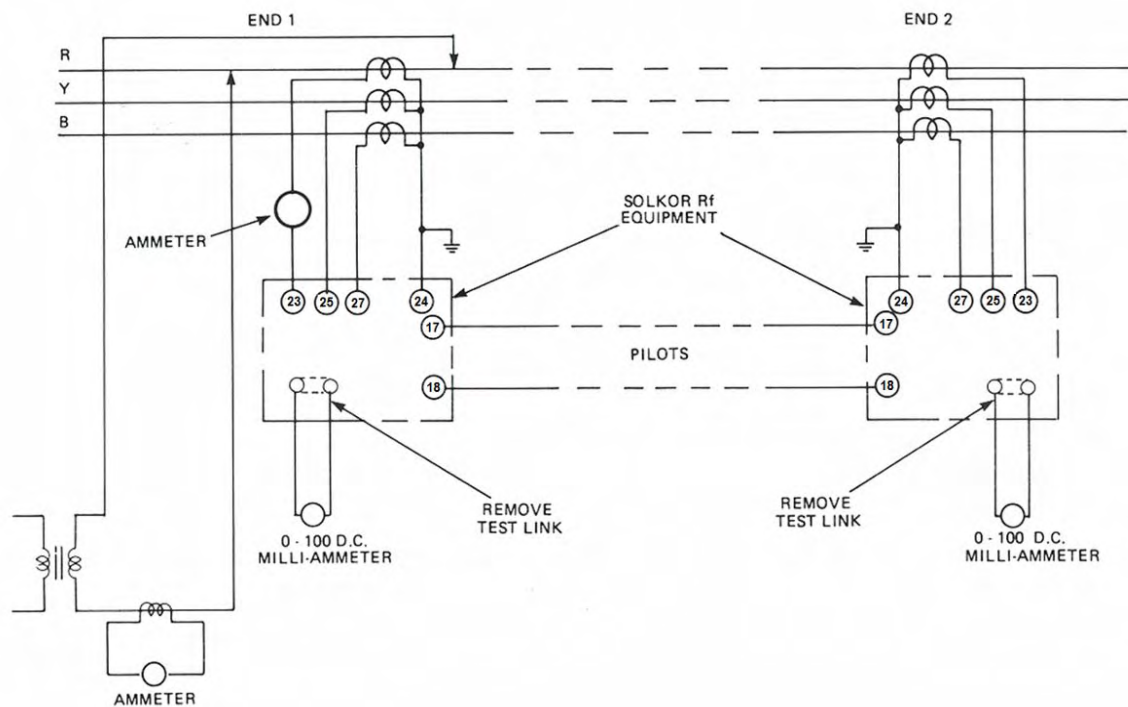 END 1
END 2
R
Y
B
SOLKOR Rf
EQUIPMENT
AMMETER
23 25 27 24
24 27 25 23
17
17
PILOTS
18
18
REMOVE
TEST LINK
REMOVE
TEST LINK
0 - 100 D.C.
MILLI-AMMETER
0 - 100 D.C.
MILLI-AMMETER
AMMETER